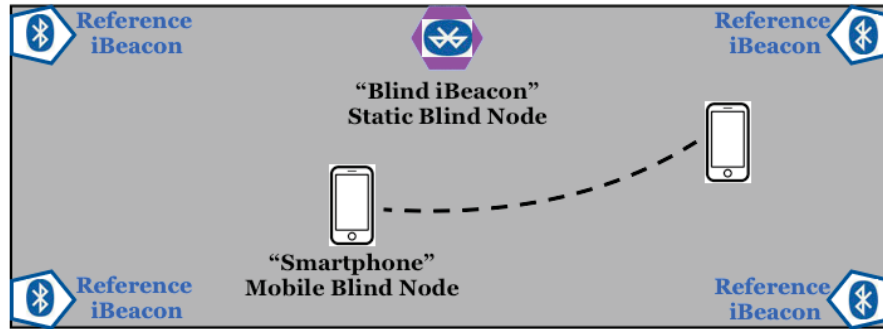 Reference
iBeacon
Reference
iBeacon
“Blind iBeacon”
Static Blind Node
“Smartphone”
Mobile Blind Node
Reference
iBeacon
Reference
iBeacon